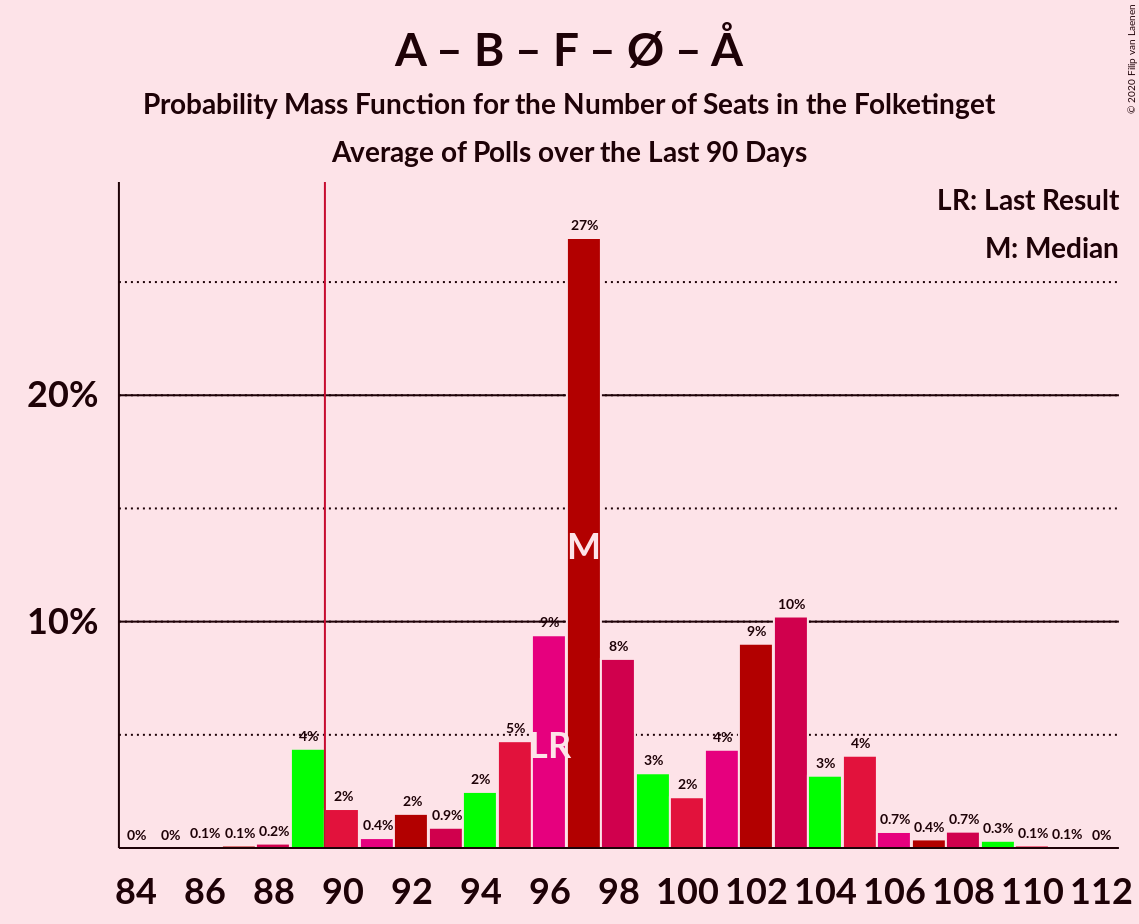 A – B – F – Ø – Å
Probability Mass Function for the Number of Seats in the Folketinget
Average of Polls over the Last 90 Days
© 2020 Filip van Laenen
LR: Last Result
M: Median
20%
10%
0% 0% 0.1% 0.1% 0.2% 4% 2% 0.4% 2% 0.9% 2% 5% 9% 27% 8% 3% 2% 4% 9% 10% 3% 4% 0.7% 0.4% 0.7% 0.3% 0.1% 0.1% 0%
LR
M
84 86 88 90 92 94 96 98 100 102 104 106 108 110 112